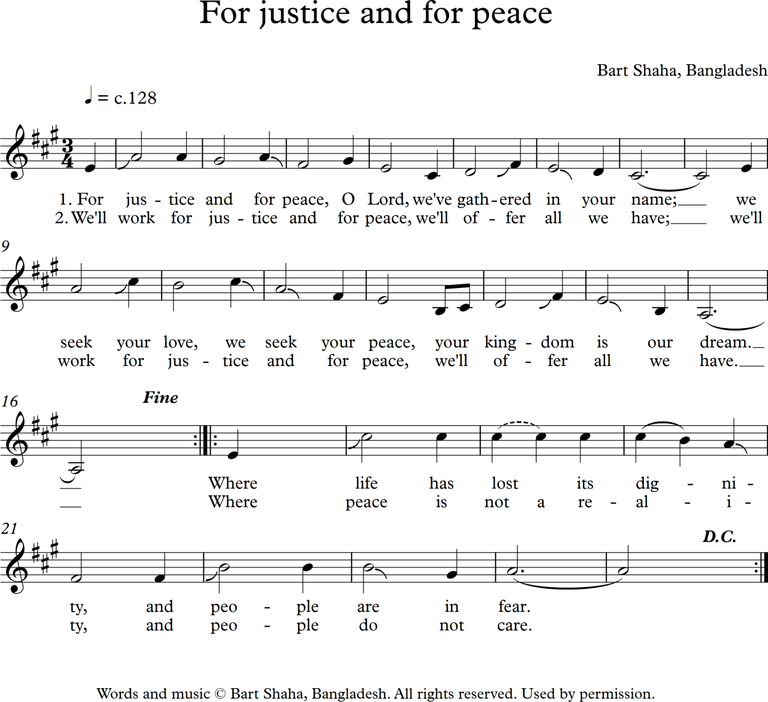 For justice and for peace
Bart Shaha, Bangladesh
♩ = c.128
3
4
1. For jus - tice and for peace, O Lord, we've gath - ered in your name;___ we
2. We'll work for jus - tice and for peace, we'll of - fer all we have;___ we'll
9
seek your love, we seek your peace, your king - dom is our dream.__
work for jus - tice and for peace, we'll of - fer all we have.___
16
Fine
Where life has lost its dig - ni -
Where peace is not a re - al - i -
21
D.C.
ty, and peo - ple are in fear.
ty, and peo - ple do not care.
Words and music © Bart Shaha, Bangladesh. All rights reserved. Used by permission.